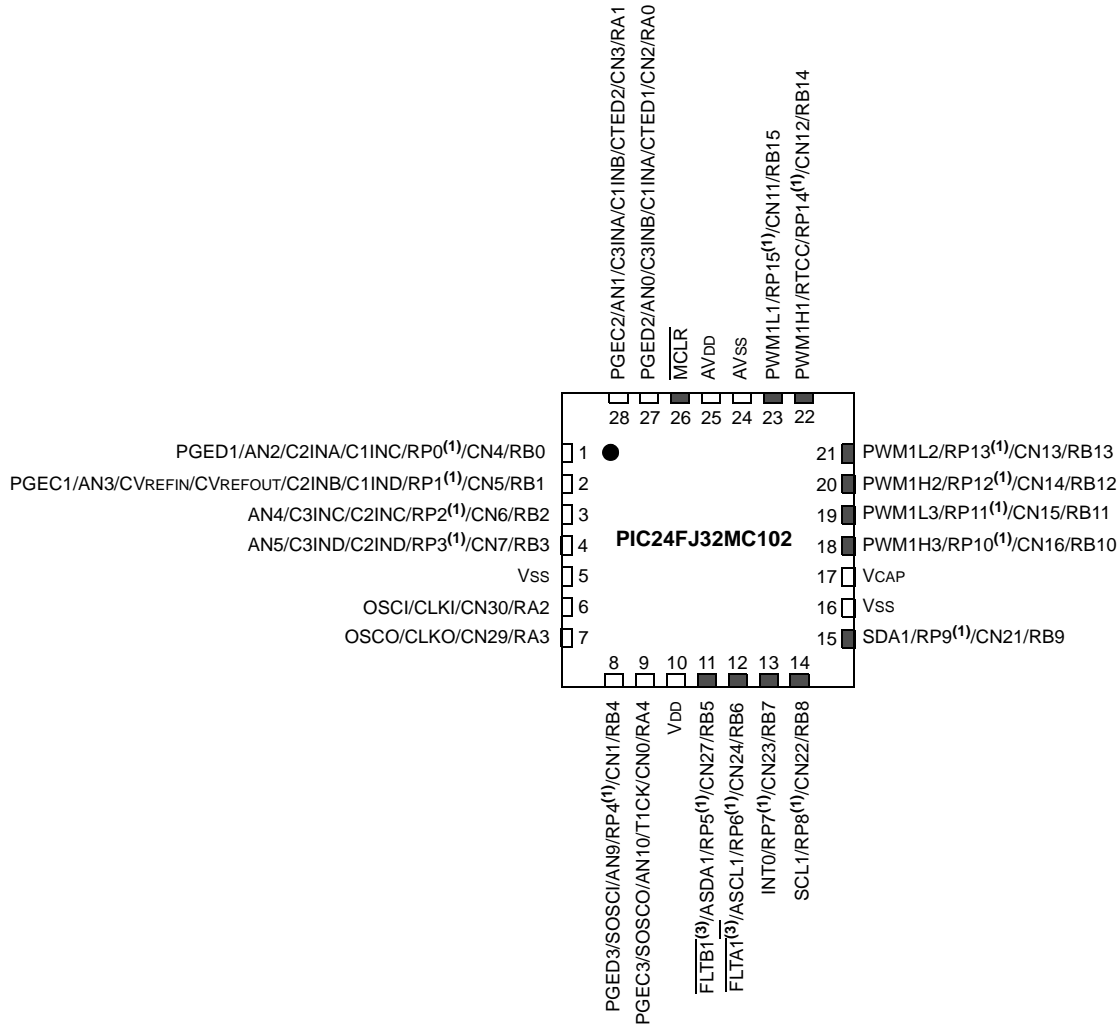 PGEC2/AN1/C3INA/C1INB/CTED2/CN3/RA1
PGED2/AN0/C3INB/C1INA/CTED1/CN2/RA0
MCLR
AVDD
AVSS
PWM1L1/RP15(1)/CN11/RB15
PWM1H1/RTCC/RP14(1)/CN12/RB14
28 27 26 25 24 23 22
PGED1/AN2/C2INA/C1INC/RP0(1)/CN4/RB0 1
PGEC1/AN3/CVREFIN/CVREFOUT/C2INB/C1IND/RP1(1)/CN5/RB1 2
AN4/C3INC/C2INC/RP2(1)/CN6/RB2 3
AN5/C3IND/C2IND/RP3(1)/CN7/RB3 4
VSS 5
OSCI/CLKI/CN30/RA2 6
OSCO/CLKO/CN29/RA3 7
PIC24FJ32MC102
21 PWM1L2/RP13(1)/CN13/RB13
20 PWM1H2/RP12(1)/CN14/RB12
19 PWM1L3/RP11(1)/CN15/RB11
18 PWM1H3/RP10(1)/CN16/RB10
17 VCAP
16 VSS
15 SDA1/RP9(1)/CN21/RB9
8 9 10 11 12 13 14
PGED3/SOSCI/AN9/RP4(1)/CN1/RB4
PGEC3/SOSCO/AN10/T1CK/CN0/RA4
VDD
FLTB1(3)/ASDA1/RP5(1)/CN27/RB5
FLTA1(3)/ASCL1/RP6(1)/CN24/RB6
INT0/RP7(1)/CN23/RB7
SCL1/RP8(1)/CN22/RB8